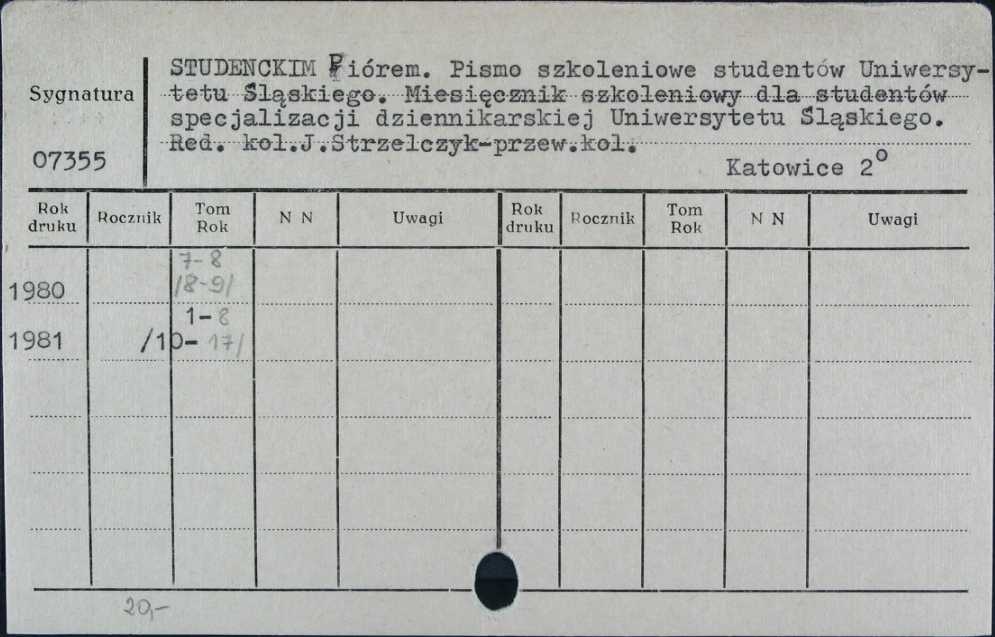 STUDENCKIM Piórem. Pismo szkoleniowe studentów Uniwersy-
Sygnatura tetu Śląskiego. Miesięcznik szkoleniowy dla studentów
specjalizacji dziennikarskiej Uniwersytetu Śląskiego.
07355 Red. kol.J.Strzelczyk-przew.kol.
Katowice 2°
Rok druku Rocznik Tom Rok N N Uwagi Rok druku Rocznik Tom Rok N N Uwagi
7-8
1980 /8-9/
1-8
1981 /10-17/
20,-